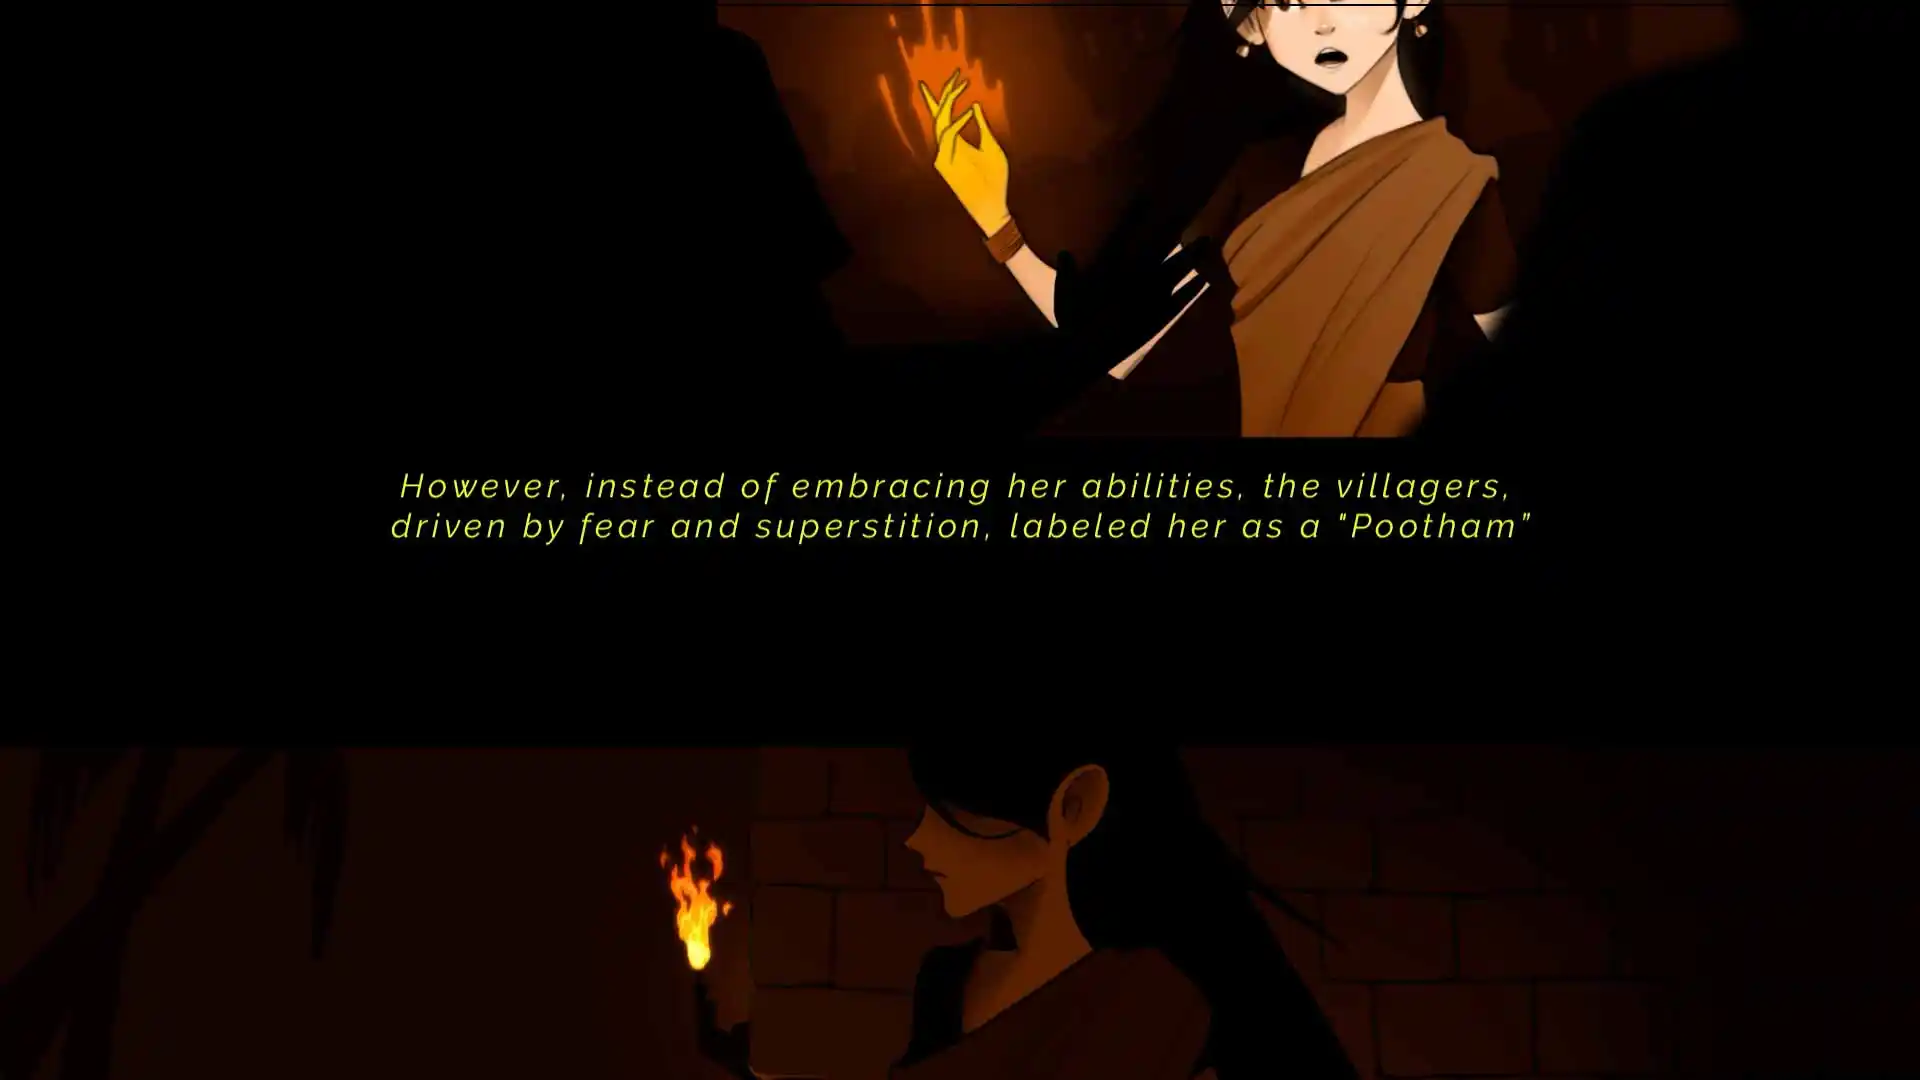 However, instead of embracing her abilities, the villagers,
driven by fear and superstition, labeled her as a "Pootham”